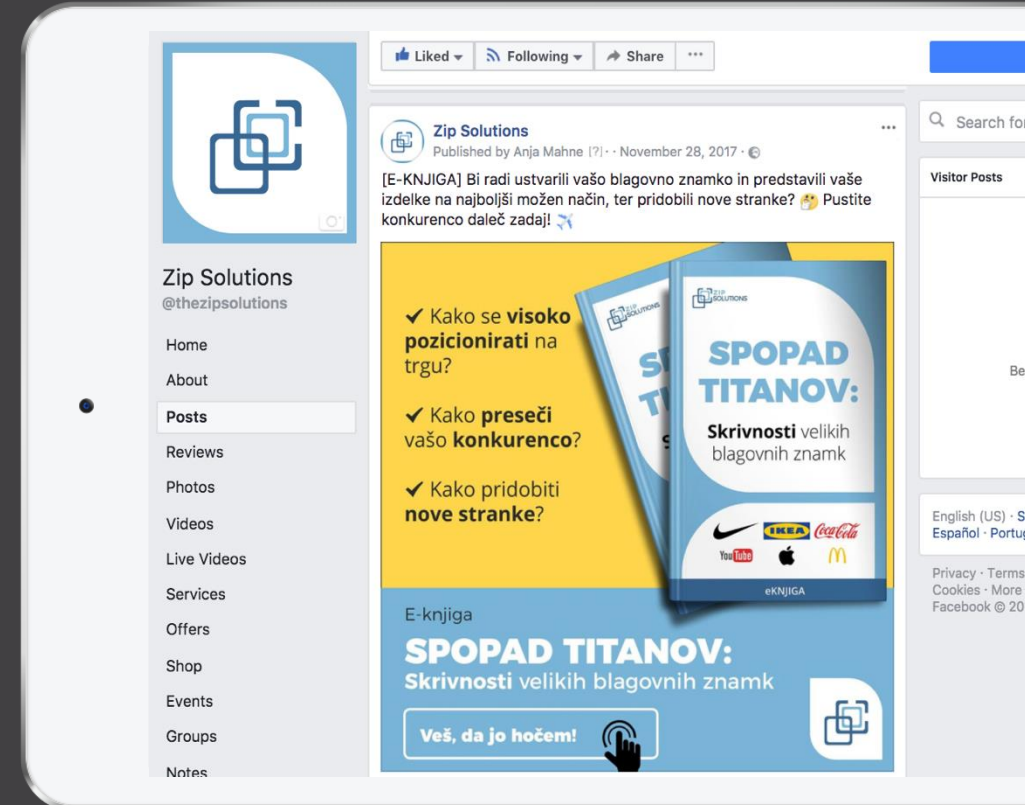 Liked
Following
Share
Zip Solutions
Published by Anja Mahne [?] · November 28, 2017 ·
[E-KNJIGA] Bi radi ustvarili vašo blagovno znamko in predstavili vaše
izdelke na najboljši možen način, ter pridobili nove stranke? 🤔 Pustite
konkurenco daleč zadaj! ✈️
✔ Kako se visoko
pozicionirati na
trgu?
✔ Kako preseči
vašo konkurenco?
✔ Kako pridobiti
nove stranke?
ZIP
SOLUTIONS
SPOPAD
TITANOV:
Skrivnosti velikih
blagovnih znamk
IKEA
Coca-Cola
YouTube
eKNJIGA
E-knjiga
SPOPAD TITANOV:
Skrivnosti velikih blagovnih znamk
Veš, da jo hočem!
Zip Solutions
@thezipsolutions
Home
About
Posts
Reviews
Photos
Videos
Live Videos
Services
Offers
Shop
Events
Groups
Notes
Search
Visitor Posts
English (US) ·
Español ·
Privacy · Terms
Cookies · More
Facebook ©